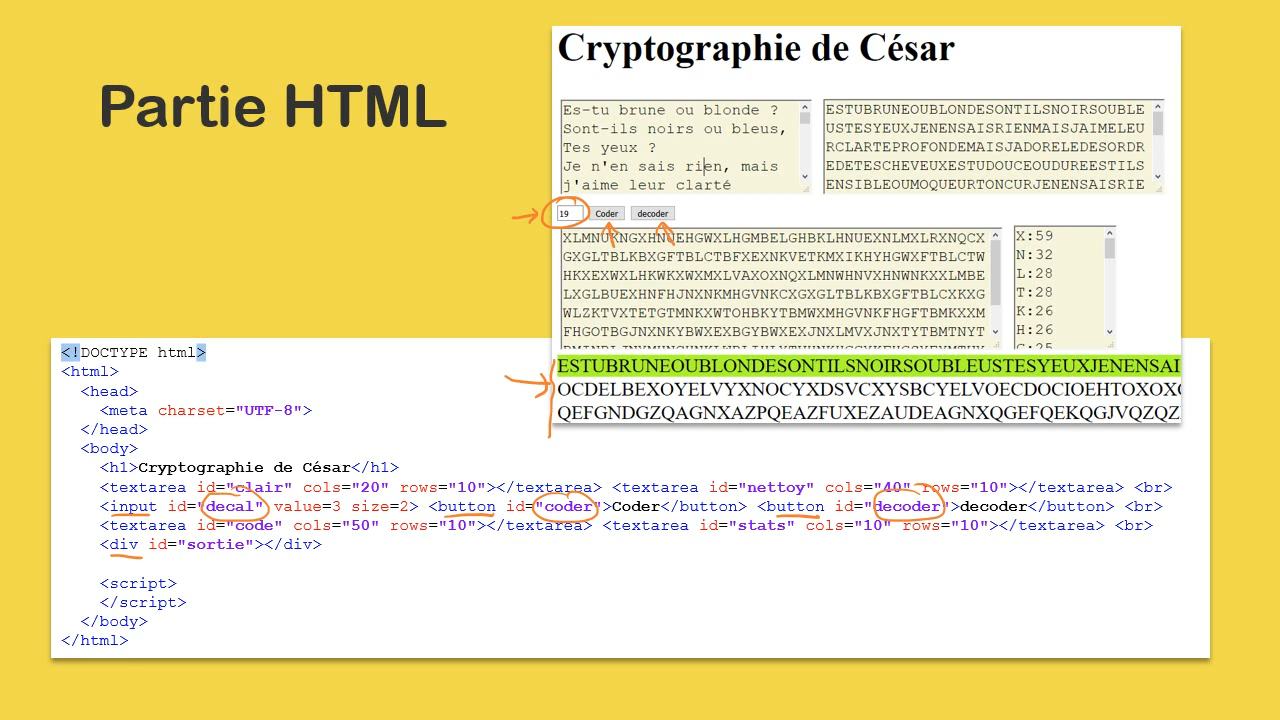 Partie HTML
Cryptographie de César
Es-tu brune ou blonde ?
Sont-ils noirs ou bleus,
Tes yeux ?
Je n'en sais rien, mais
j'aime leur clarté
ESTUBRUNEOUBLONDESONTILSNOIRSOUBLE
USTESYEUXJENENSAISRIENMAISJAIMELEU
RCLARTEPROFONDEMAISJADORELEDESORDR
EDETESCHEVEUXESTUDOUCEOUDUREESTILS
ENSIBLEOUMOQUEURTONCURJENENSAISRIE
19 Coder decoder
XLMNUKNGXHNUEHGWXLHGMBELGHBKLHNUEXNLMXLRXNQCX
GXGLTBLKBXGFTBLCTBFXEXNKVETKMXIKHYHGWXFTBLCTW
HKXEXWXLHKWKXWXMXLVAXOXNQXLMNWHNVXHNWNKXXLMBE
LXGLBUEXHNFHJNXNKMHGVNKCXGXGLTBLKBXGFTBLCXKXG
WLZKTVXTETGTMNKXWTOHBKYTBMWXMHGVNKFHGFTBMKXXM
FHGOTBGJNXNKYBWXEXBGYBWXEXJNXLMVXJNXTYTBMTNYT
X:59
N:32
L:28
T:28
K:26
H:26
G:25
ESTUBRUNEOUBLONDESONTILSNOIRSOUBLEUSTESYEUXJENENSAI
OCDELBEXOYELVYXNOCYXDSVCXYSBCYELVOECDOCIOEHTOXOX
QEFGNDGZQAGNXAZPQEAZFUXEZAUDEAGNXQGEFQEKQGJVQZQZ
<!DOCTYPE html>
<html>
<head>
<meta charset="UTF-8">
</head>
<body>
<h1>Cryptographie de César</h1>
<textarea id="clair" cols="20" rows="10"></textarea> <textarea id="nettoy" cols="40" rows="10"></textarea> <br>
<input id="decal" value=3 size=2> <button id="coder">Coder</button> <button id="decoder">decoder</button> <br>
<textarea id="code" cols="50" rows="10"></textarea> <textarea id="stats" cols="10" rows="10"></textarea> <br>
<div id="sortie"></div>
<script>
</script>
</body>
</html>